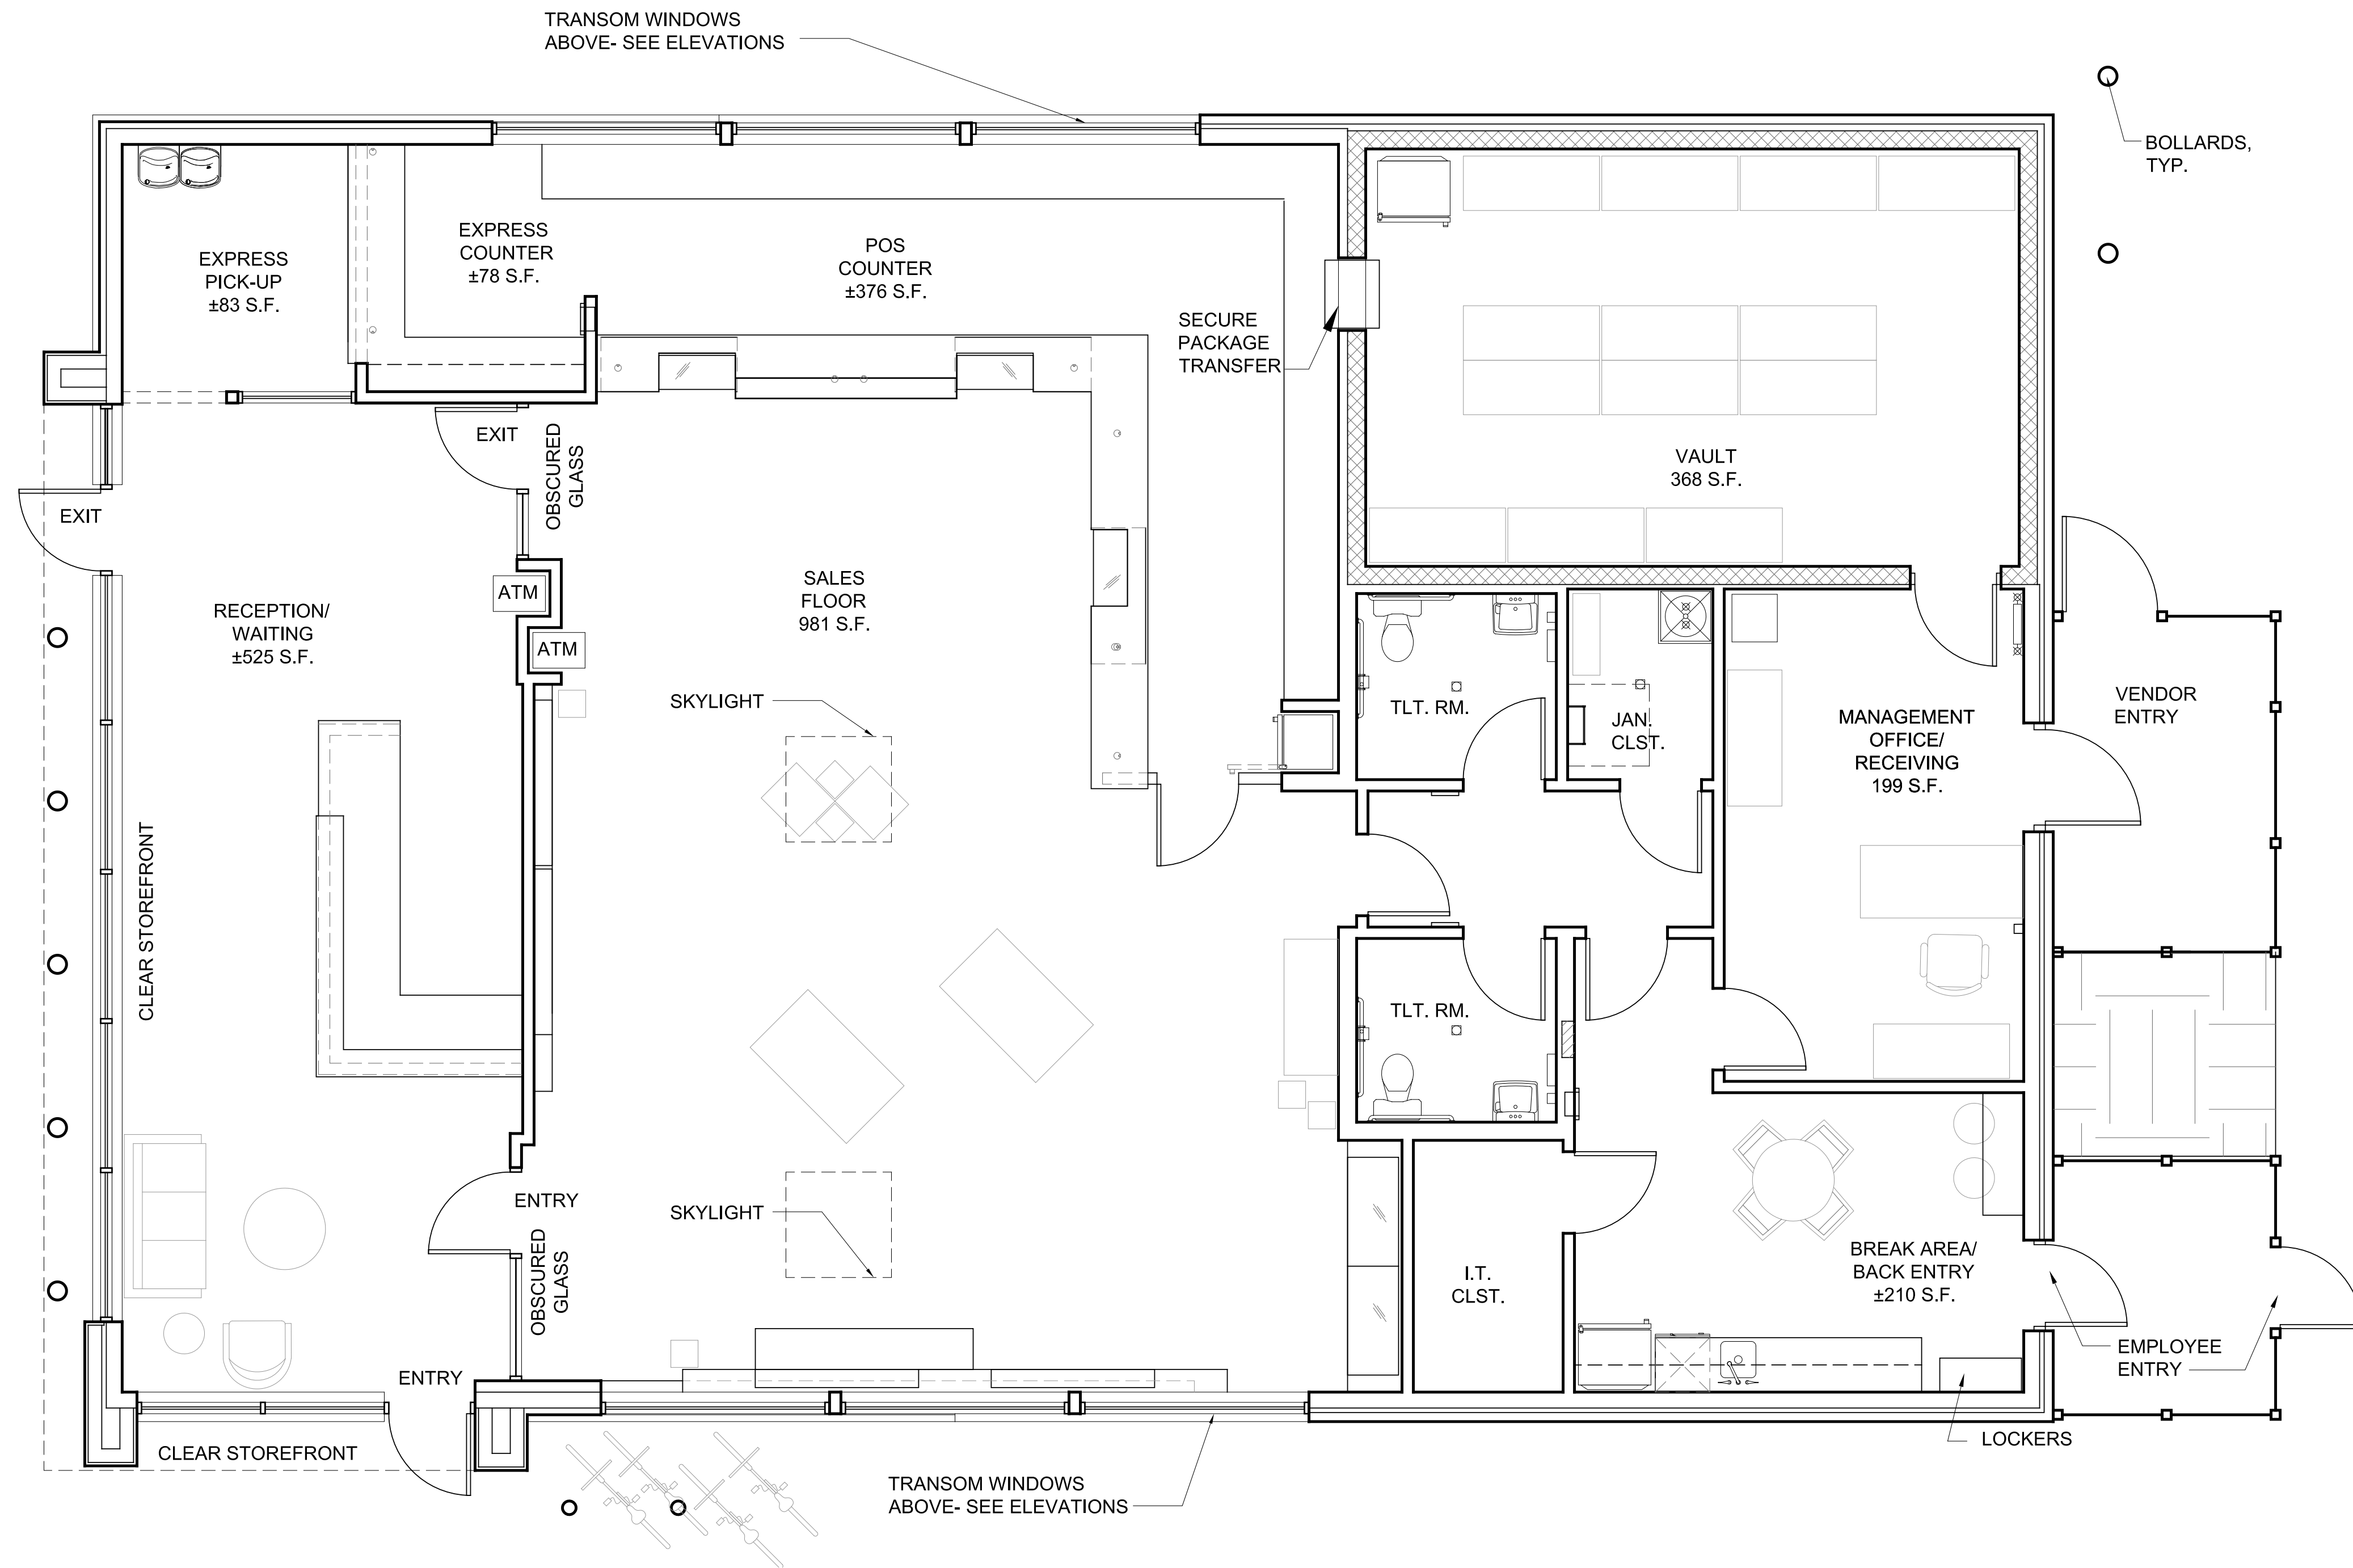 TRANSOM WINDOWS
ABOVE- SEE ELEVATIONS
BOLLARDS,
TYP.
EXPRESS
PICK-UP
±83 S.F.
EXPRESS
COUNTER
±78 S.F.
POS
COUNTER
±376 S.F.
SECURE
PACKAGE
TRANSFER
VAULT
368 S.F.
EXIT
OBSCURED
GLASS
EXIT
ATM
ATM
RECEPTION/
WAITING
±525 S.F.
SALES
FLOOR
981 S.F.
SKYLIGHT
TLT. RM.
JAN.
CLST.
MANAGEMENT
OFFICE/
RECEIVING
199 S.F.
VENDOR
ENTRY
CLEAR STOREFRONT
TLT. RM.
ENTRY
SKYLIGHT
OBSCURED
GLASS
I.T.
CLST.
BREAK AREA/
BACK ENTRY
±210 S.F.
EMPLOYEE
ENTRY
ENTRY
LOCKERS
CLEAR STOREFRONT
TRANSOM WINDOWS
ABOVE- SEE ELEVATIONS